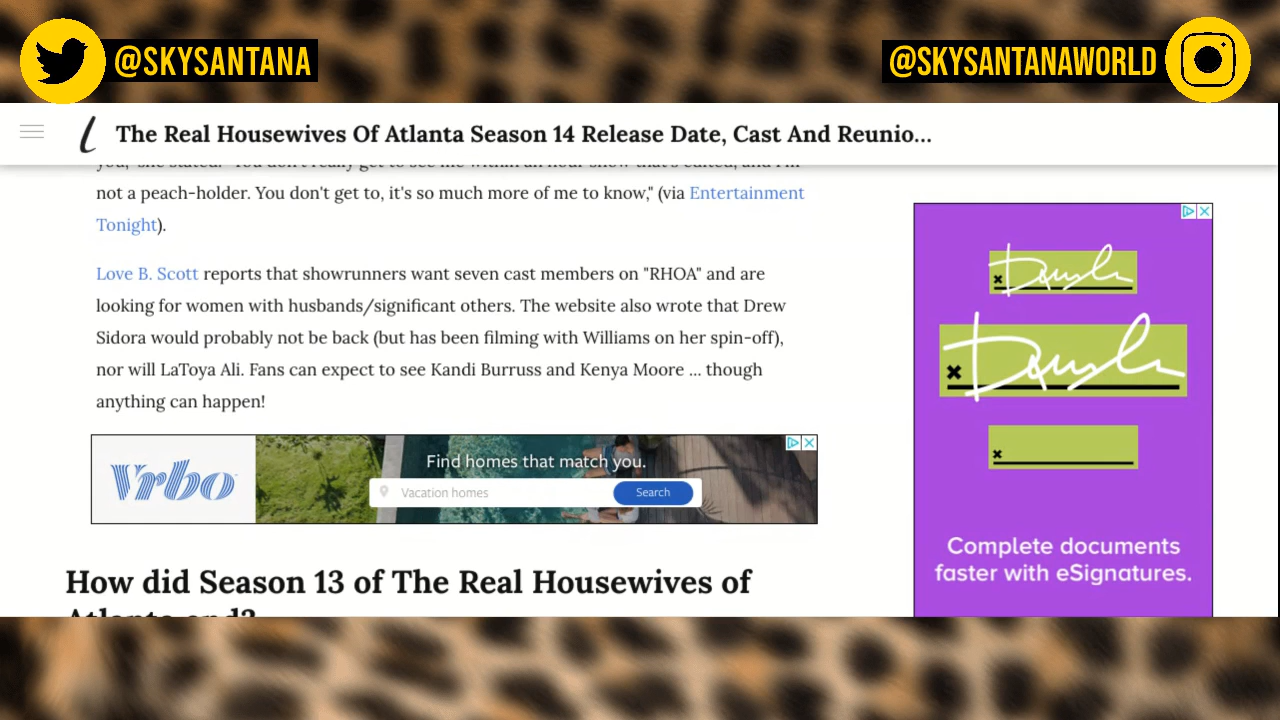 @SKYSANTANA
@SKYSANTANAWORLD
The Real Housewives Of Atlanta Season 14 Release Date, Cast And Reunio...
not a peach-holder. You don't get to, it's so much more of me to know," (via Entertainment
Tonight).
Love B. Scott reports that showrunners want seven cast members on "RHOA" and are
looking for women with husbands/significant others. The website also wrote that Drew
Sidora would probably not be back (but has been filming with Williams on her spin-off),
nor will LaToya Ali. Fans can expect to see Kandi Burruss and Kenya Moore ... though
anything can happen!
Vrbo
Find homes that match you.
Vacation homes
Search
How did Season 13 of The Real Housewives of
Atlanta end?
Complete documents
faster with eSignatures.